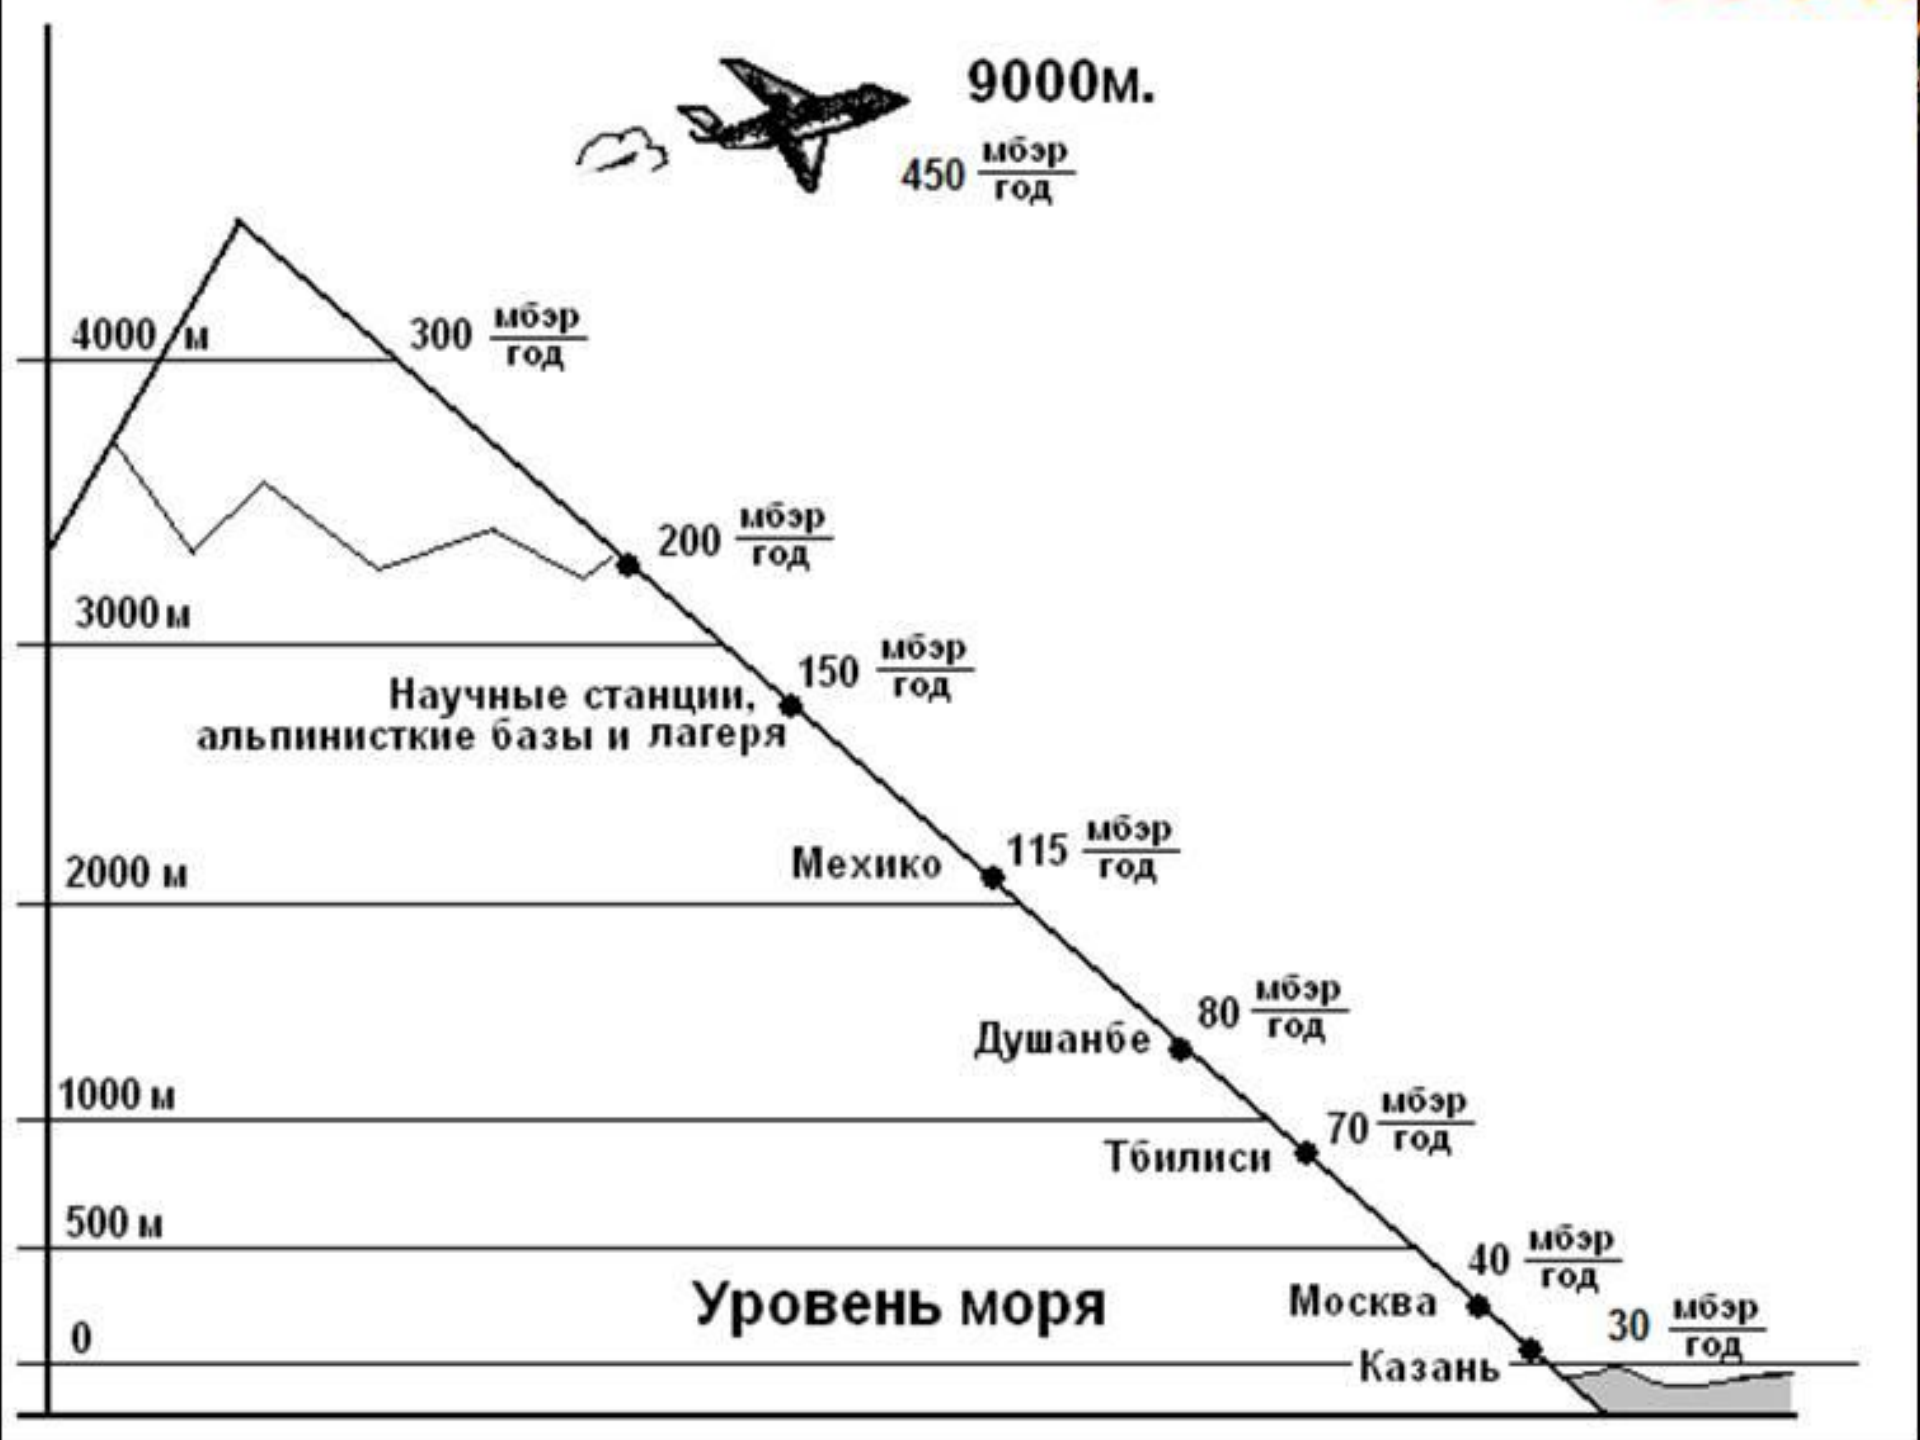 9000м.
450 мбэр
год
4000 м
300 мбэр
год
200 мбэр
год
3000 м
150 мбэр
год
Научные станции,
альпинисткие базы и лагеря
115 мбэр
год
Мехико
2000 м
80 мбэр
год
Душанбе
1000 м
70 мбэр
год
Тбилиси
500 м
40 мбэр
год
Уровень моря
Москва
30 мбэр
год
0
Казань